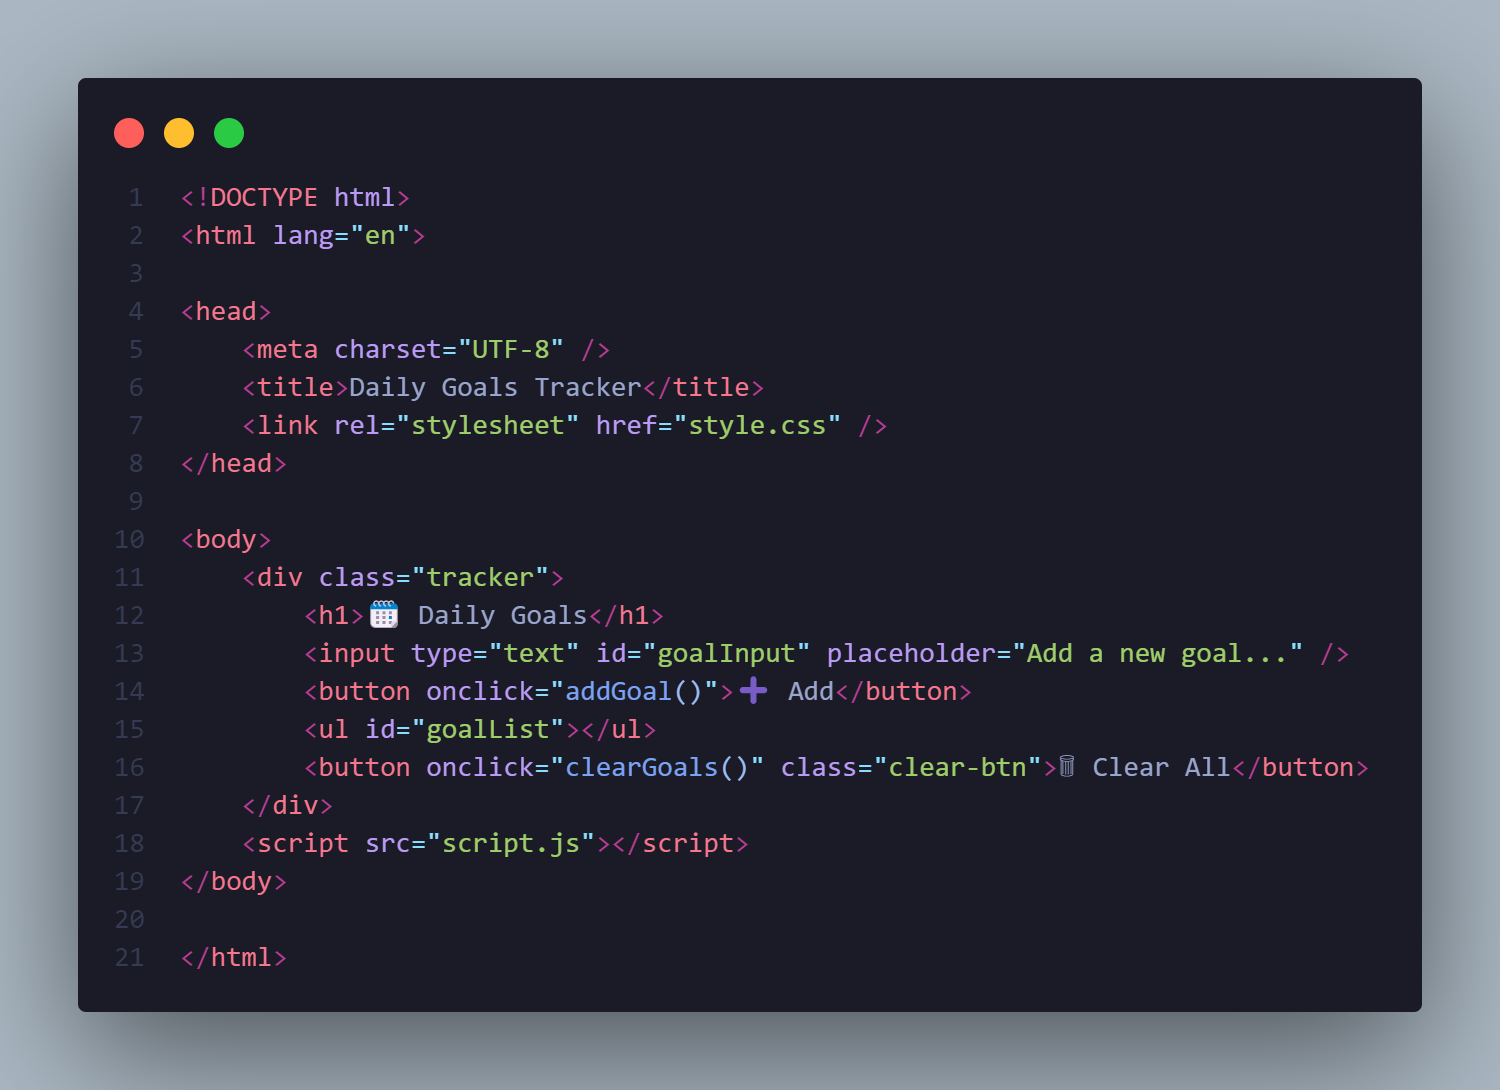 1 <!DOCTYPE html>
2 <html lang="en">
3
4 <head>
5     <meta charset="UTF-8" />
6     <title>Daily Goals Tracker</title>
7     <link rel="stylesheet" href="style.css" />
8 </head>
9
10 <body>
11     <div class="tracker">
12         <h1>🗓️ Daily Goals</h1>
13         <input type="text" id="goalInput" placeholder="Add a new goal..." />
14         <button onclick="addGoal()">➕ Add</button>
15         <ul id="goalList"></ul>
16         <button onclick="clearGoals()" class="clear-btn">🗑 Clear All</button>
17     </div>
18     <script src="script.js"></script>
19 </body>
20
21 </html>